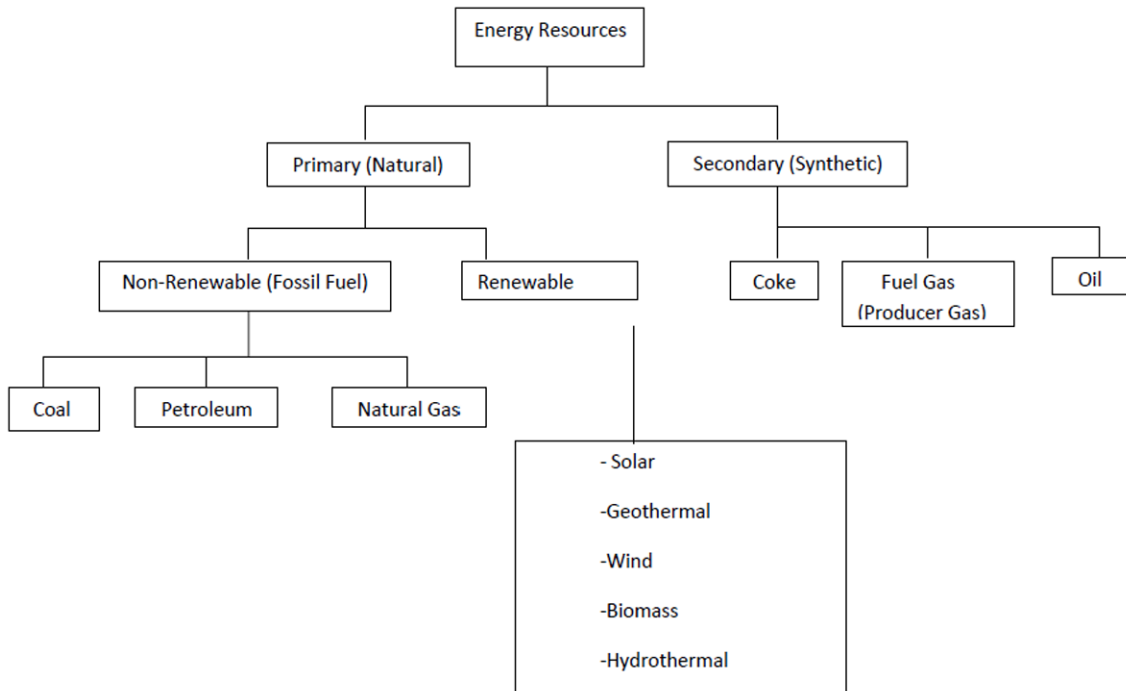 Energy Resources
Primary (Natural)
Secondary (Synthetic)
Non-Renewable (Fossil Fuel)
Renewable
Coke
Fuel Gas
(Producer Gas)
Oil
Coal
Petroleum
Natural Gas
- Solar
-Geothermal
-Wind
-Biomass
-Hydrothermal